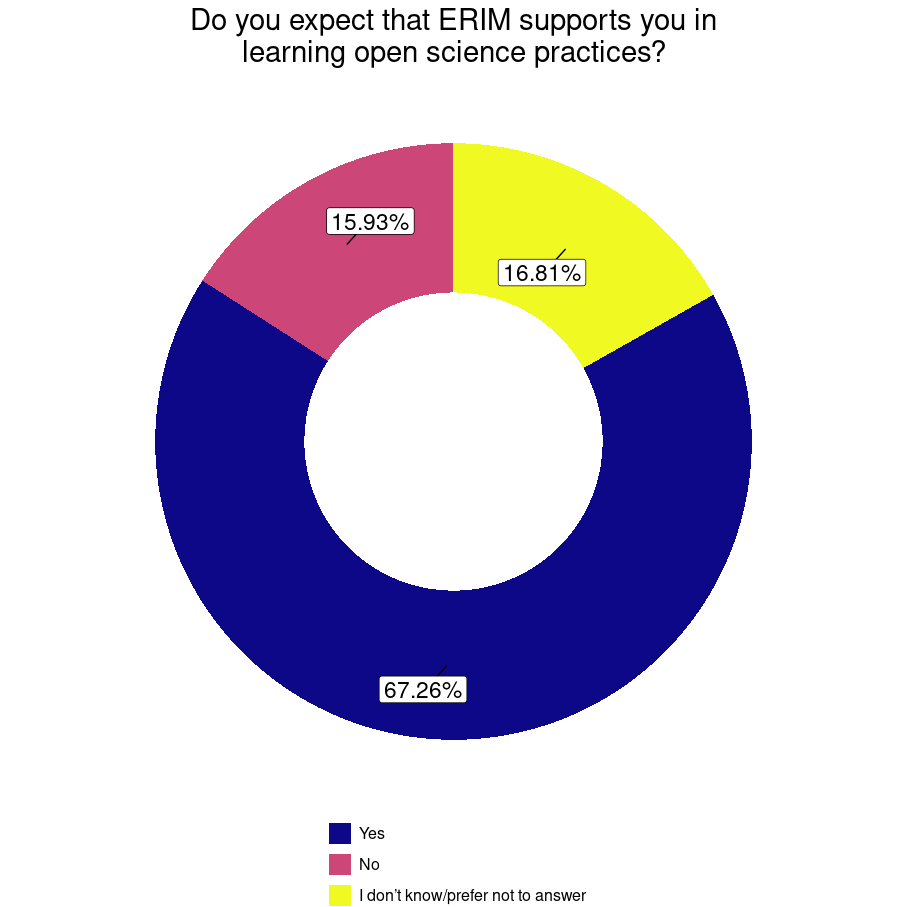 Do you expect that ERIM supports you in
learning open science practices?
15.93%
16.81%
67.26%
Yes
No
I don’t know/prefer not to answer